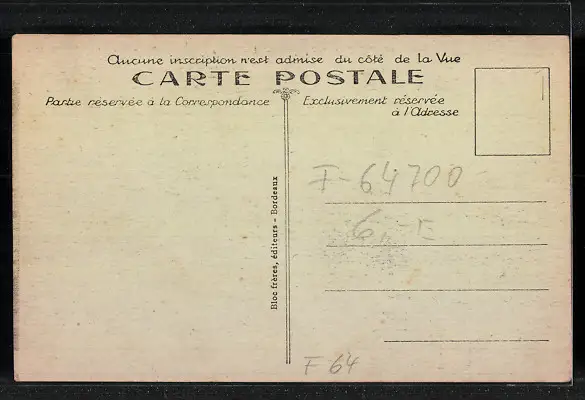 Aucune inscription n'est admise du côté de la Vue
CARTE POSTALE
Partie réservée à la Correspondance
Exclusivement réservée
à l'Adresse
Bloc frères, éditeurs - Bordeaux
F-64700
6,-E
F 64